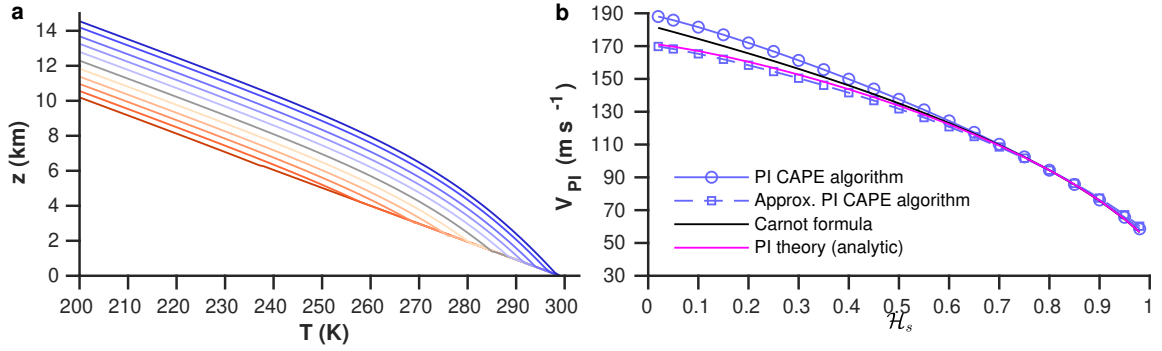 a
14
12
10
8
6
4
2
0
z (km)
200 210 220 230 240 250 260 270 280 290 300
T (K)
b
190
170
150
130
110
90
70
50
30
V_PI (m s ⁻¹)
PI CAPE algorithm
Approx. PI CAPE algorithm
Carnot formula
PI theory (analytic)
0 0.1 0.2 0.3 0.4 0.5 0.6 0.7 0.8 0.9 1
ℋ_s